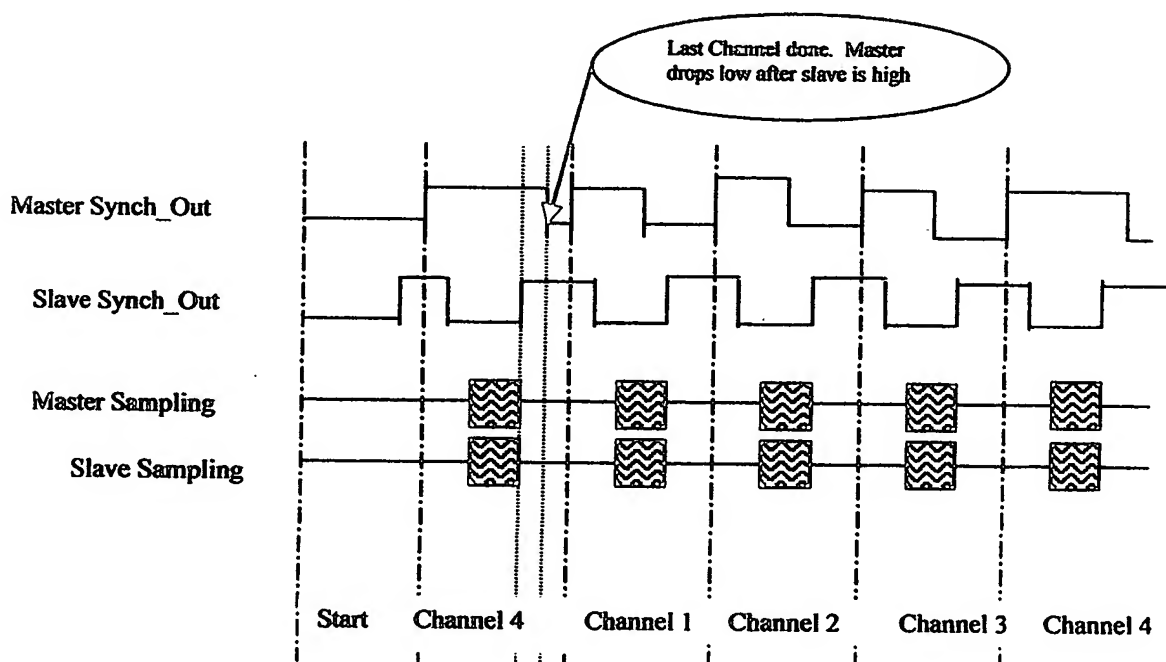 Last Channel done. Master
drops low after slave is high
Master Synch_Out
Slave Synch_Out
Master Sampling
Slave Sampling
Start Channel 4 Channel 1 Channel 2 Channel 3 Channel 4